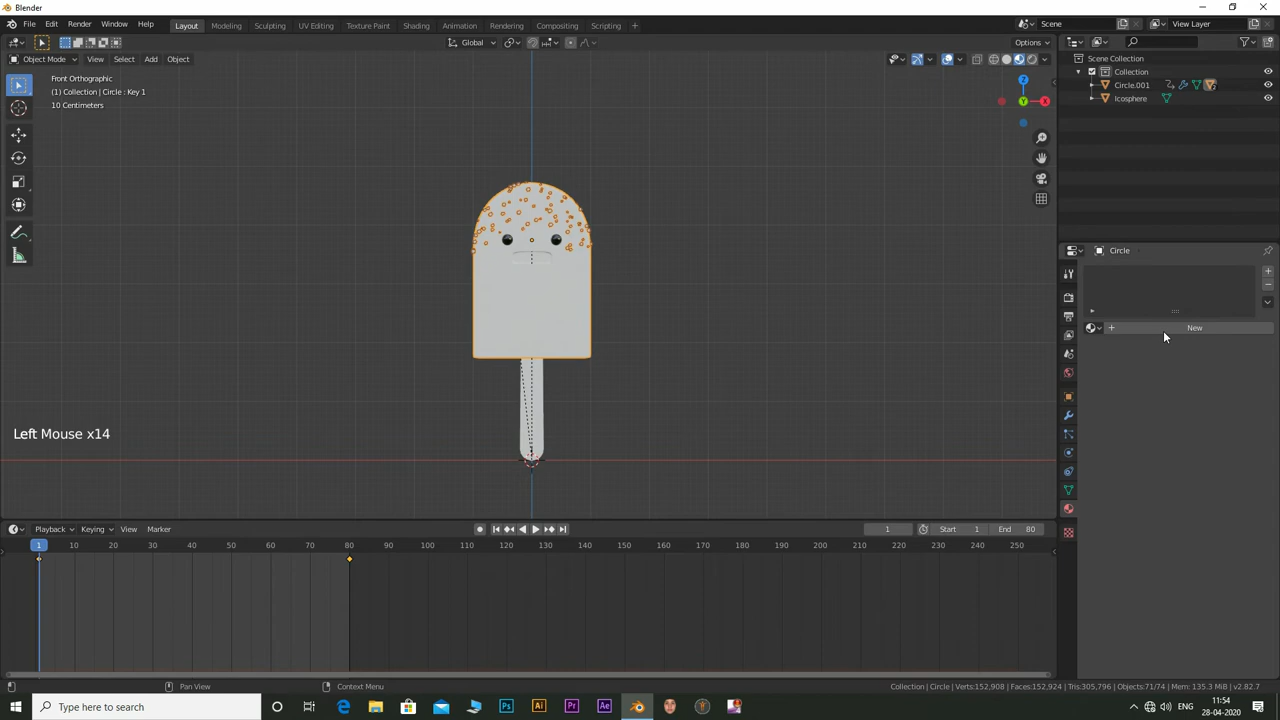 Blender
File Edit Render Window Help Layout Modeling Sculpting UV Editing Texture Paint Shading Animation Rendering Compositing Scripting + Scene View Layer
Global Options
Object Mode View Select Add Object
Front Orthographic
(1) Collection | Circle : Key 1
10 Centimeters
Z
Y
X
Scene Collection
Collection
Circle.001
Icosphere
Circle
New
Left Mouse x14
Playback Keying View Marker 1 Start 1 End 80
1 10 20 30 40 50 60 70 80 90 100 110 120 130 140 150 160 170 180 190 200 210 220 230 240 250
Pan View Context Menu Collection | Circle | Verts:152,908 | Faces:152,924 | Tris:305,796 | Objects:71/74 | Mem: 135.3 MiB | v2.82.7
Type here to search Ps Ai Pr Ae ENG 11:54
28-04-2020